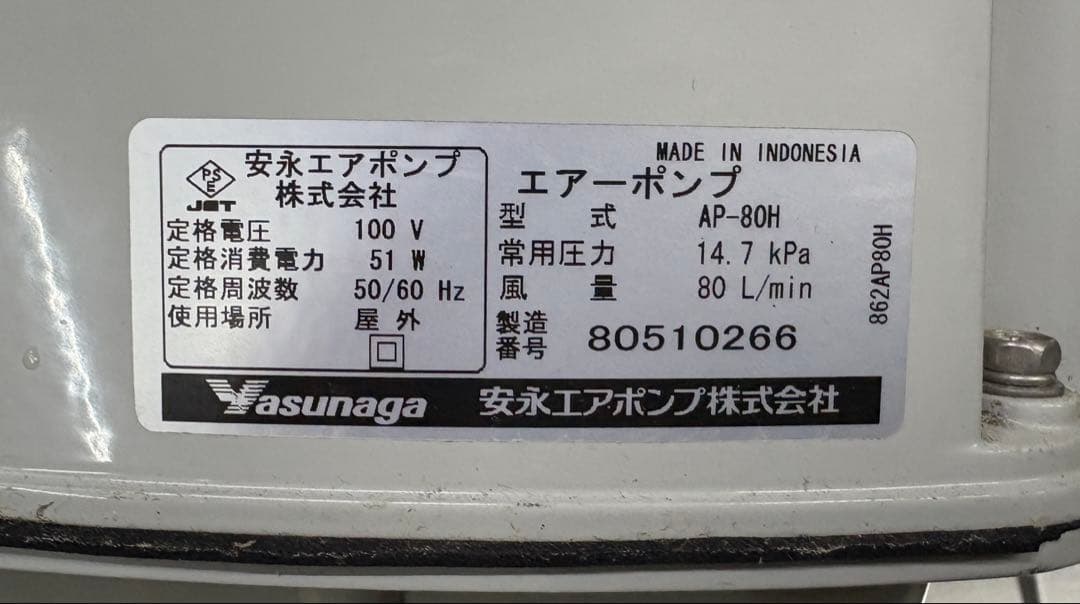 PS
E
JET
安永エアポンプ
株式会社
定格電圧 100 V
定格消費電力 51 W
定格周波数 50/60 Hz
使用場所 屋 外
MADE IN INDONESIA
エアーポンプ
型 式 AP-80H
常用圧力 14.7 kPa
風 量 80 L/min
製造
番号 80510266
862AP80H
Yasunaga 安永エアポンプ株式会社